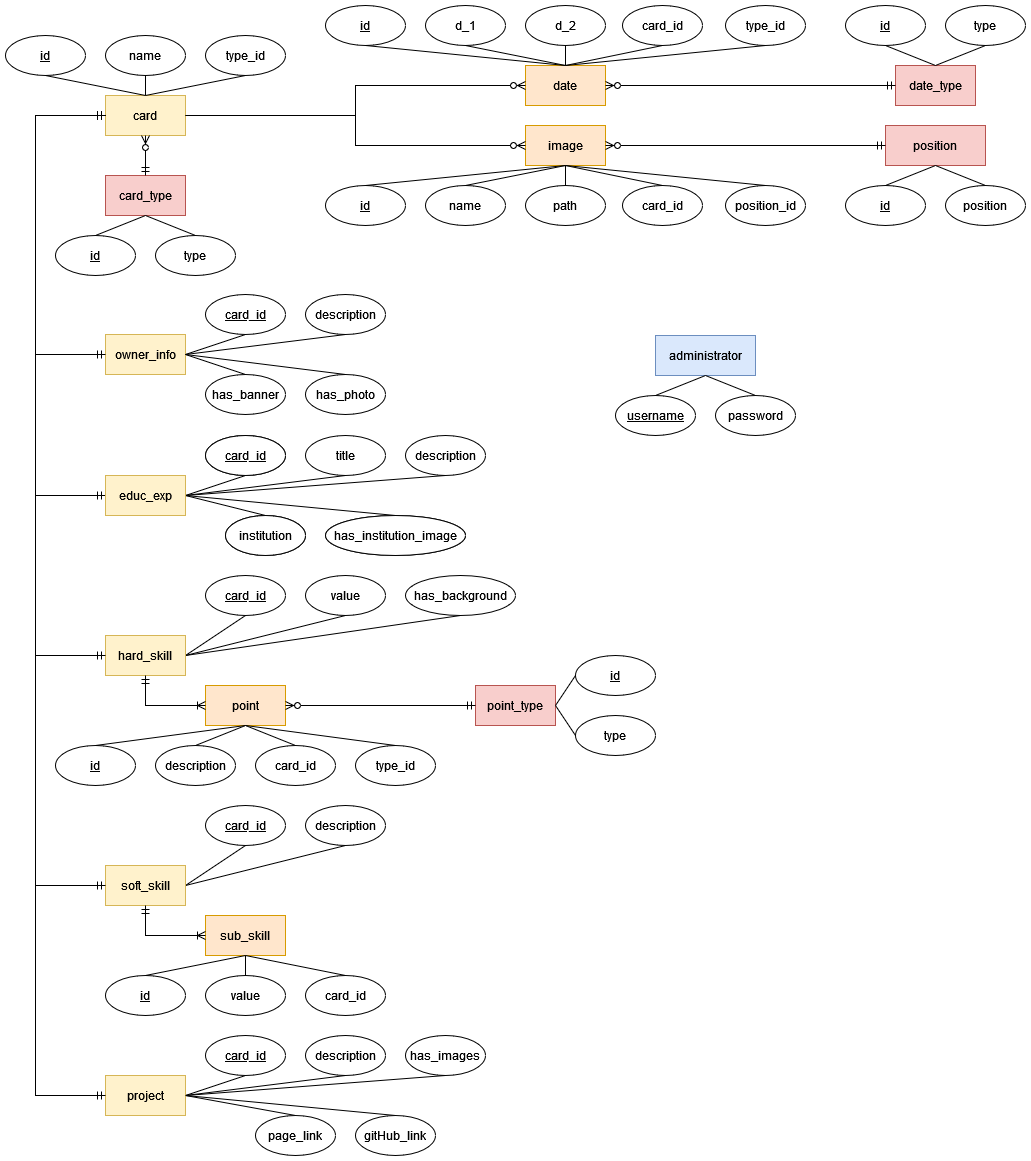 id d_1 d_2 card_id type_id id type
id name type_id
date date_type
card
image position
card_type
id name path card_id position_id id position
id type
card_id description
owner_info administrator
has_banner has_photo
username password
card_id title description
educ_exp
institution has_institution_image
card_id value has_background
hard_skill
id
point point_type
type
id description card_id type_id
card_id description
soft_skill
sub_skill
id value card_id
card_id description has_images
project
page_link gitHub_link